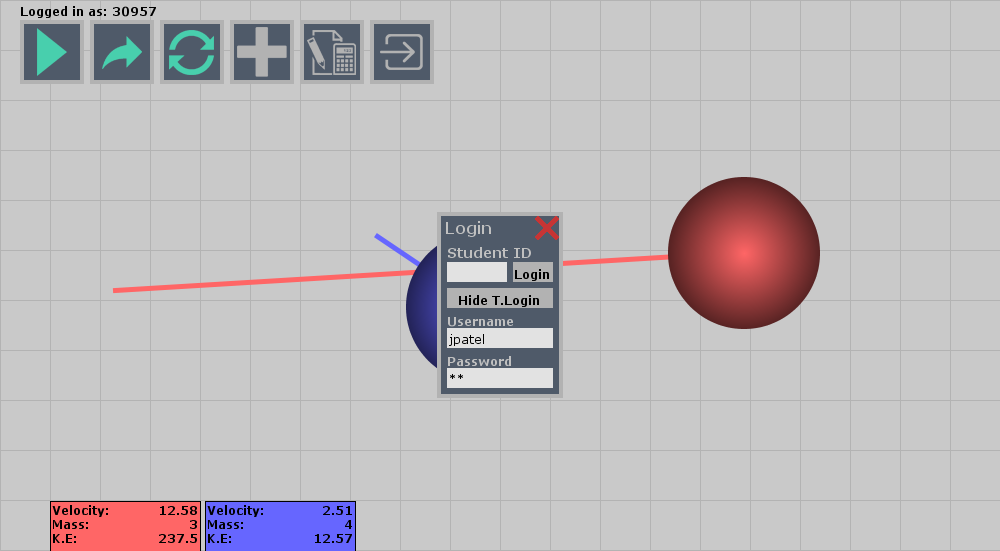 Logged in as: 30957
Login
Student ID
Login
Hide T.Login
Username
jpatel
Password
**
Velocity: 12.58
Mass: 3
K.E: 237.5
Velocity: 2.51
Mass: 4
K.E: 12.57